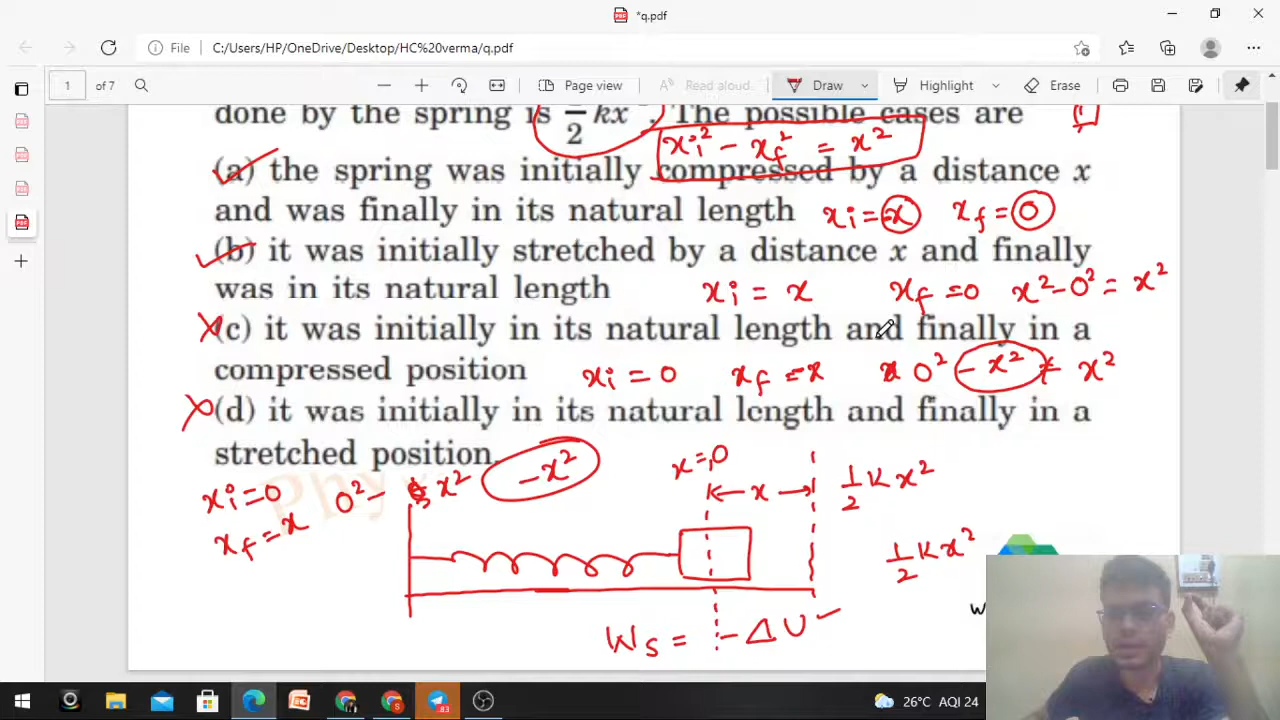 *q.pdf
File C:/Users/HP/OneDrive/Desktop/HC%20verma/q.pdf
1 of 7 Page view Read aloud Draw Highlight Erase
done by the spring is 1/2 kx². The possible cases are
xi² - xf² = x²
(a) the spring was initially compressed by a distance x
and was finally in its natural length xi = -x xf = 0
(b) it was initially stretched by a distance x and finally
was in its natural length xi = x xf = 0 x² - 0² = x²
(c) it was initially in its natural length and finally in a
compressed position xi = 0 xf = -x 0² - x² ≠ x²
(d) it was initially in its natural length and finally in a
stretched position.
xi = 0 0² - x² -x² x = 0
xf = x
x 1/2 K x²
1/2 K x²
Ws = -ΔU
W
83
26°C AQI 24